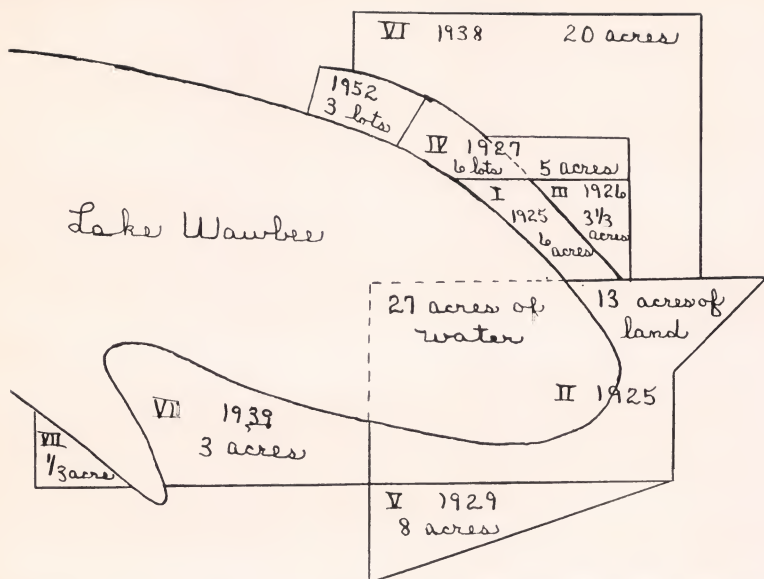 VI 1938 20 acres
1952
3 lots
IV 1927
6 lots 5 acres
I
1925
6 acres
III 1926
3 1/3
acres
Lake Wawbee
27 acres of
water
13 acres of
land
II 1925
VII 1939
3 acres
VII
1/3 acre
V 1929
8 acres